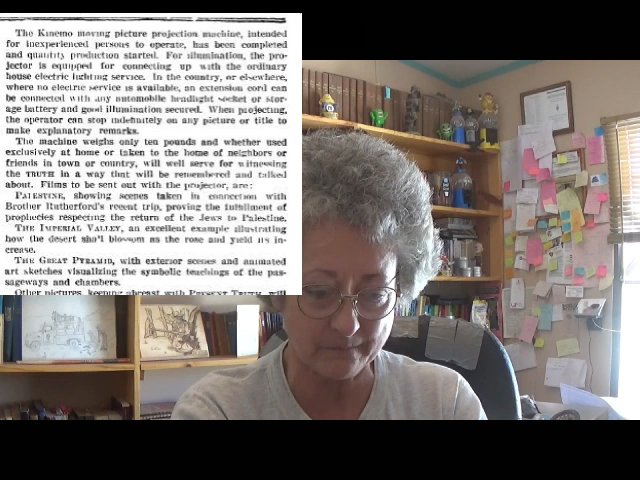 The Kinemo moving picture projection machine, intended
for inexperienced persons to operate, has been completed
and quantity production started. For illumination, the pro-
jector is equipped for connecting up with the ordinary
house electric lighting service. In the country, or elsewhere,
where no electric service is available, an extension cord can
be connected with any automobile headlight socket or stor-
age battery and good illumination secured. When projecting,
the operator can stop indefinitely on any picture or title to
make explanatory remarks.
The machine weighs only ten pounds and whether used
exclusively at home or taken to the home of neighbors or
friends in town or country, will well serve for witnessing
the TRUTH in a way that will be remembered and talked
about. Films to be sent out with the projector, are:
PALESTINE, showing scenes taken in connection with
Brother Rutherford's recent trip, proving the fulfilment of
prophecies respecting the return of the Jews to Palestine.
THE IMPERIAL VALLEY, an excellent example illustrating
how the desert shall blossom as the rose and yield its in-
crease.
THE GREAT PYRAMID, with exterior scenes and animated
art sketches visualizing the symbolic teachings of the pas-
sageways and chambers.
Other pictures, keeping abreast with PRESENT TRUTH, will